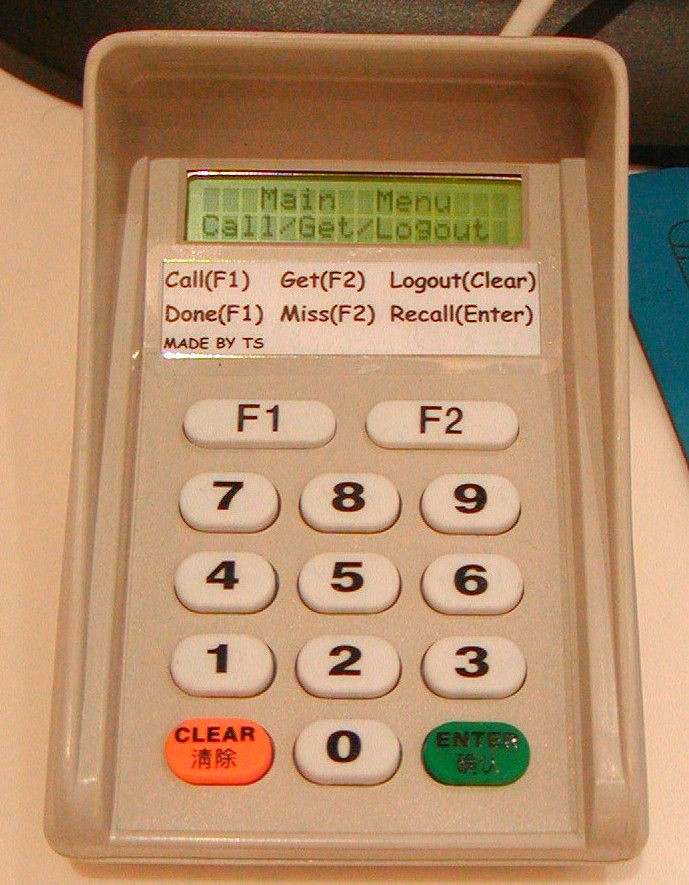 Main Menu
Call/Get/Logout
Call(F1) Get(F2) Logout(Clear)
Done(F1) Miss(F2) Recall(Enter)
MADE BY TS
F1 F2
7 8 9
4 5 6
1 2 3
CLEAR 0 ENTER
清除 确认